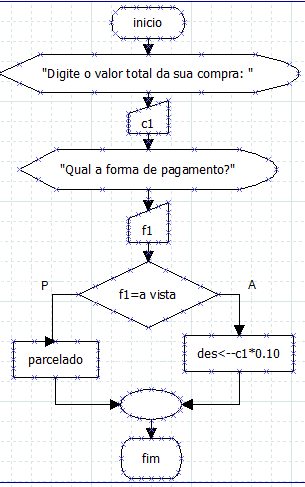 inicio
"Digite o valor total da sua compra: "
c1
"Qual a forma de pagamento?"
f1
P
A
f1=a vista
parcelado
des<--c1*0.10
fim